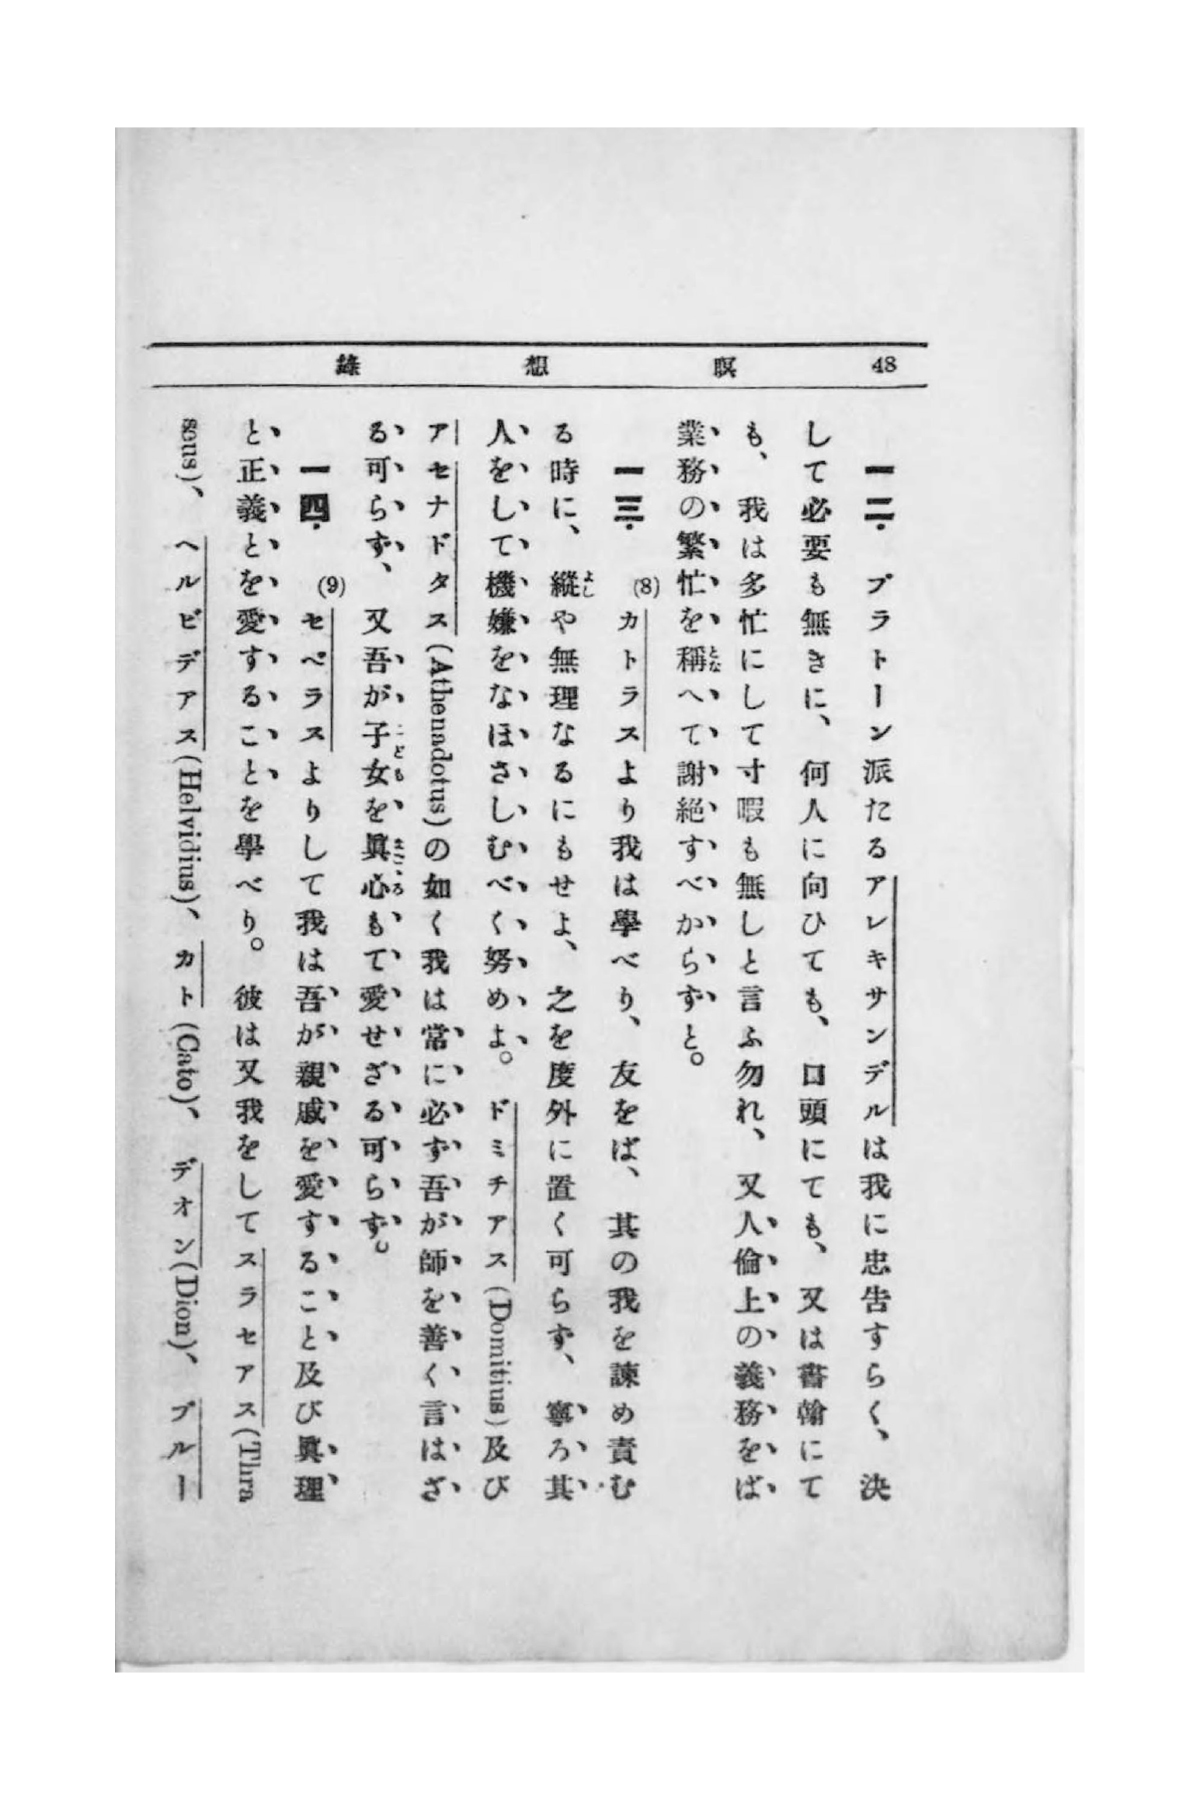 48 瞑想錄
一二. プラトーン派たるアレキサンデルは我に忠告すらく、決
して必要も無きに、何人に向ひても、口頭にても、又は書翰にて
も、我は多忙にして寸暇も無しと言ふ勿れ、又人倫上の義務をば
業務の繁忙を稱へて謝絕すべからずと。
一三. (8)カトラスより我は學べり、友をば、其の我を諫め責む
る時に、縱や無理なるにもせよ、之を度外に置く可らず、寧ろ其
人をして機嫌をなほさしむべく努めよ。ドミチアス(Domitius)及び
アセナドタス(Athenadotus)の如く我は常に必ず吾が師を善く言はざ
る可らず、又吾が子女を眞心もて愛せざる可らず。
一四. (9)セペラスよりして我は吾が親戚を愛すること及び眞理
と正義とを愛することを學べり。彼は又我をしてスラセアス(Thra
seus)、ヘルビデアス(Helvidius)、カト(Cato)、デオン(Dion)、ブルー